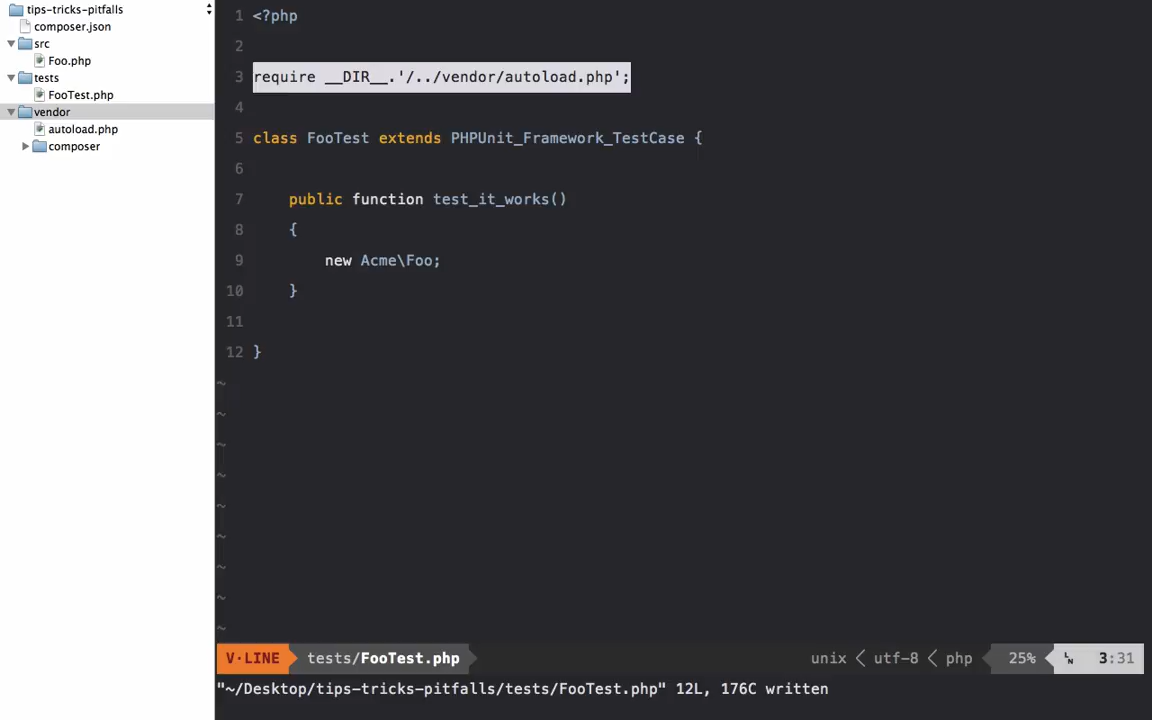 tips-tricks-pitfalls
composer.json
src
Foo.php
tests
FooTest.php
vendor
autoload.php
composer
1 <?php
2
3 require __DIR__.'/../vendor/autoload.php';
4
5 class FooTest extends PHPUnit_Framework_TestCase {
6
7 public function test_it_works()
8 {
9 new Acme\Foo;
10 }
11
12 }
~
~
~
~
~
~
~
~
~
V·LINE tests/FooTest.php unix < utf-8 < php 25% LN 3:31
"~/Desktop/tips-tricks-pitfalls/tests/FooTest.php" 12L, 176C written